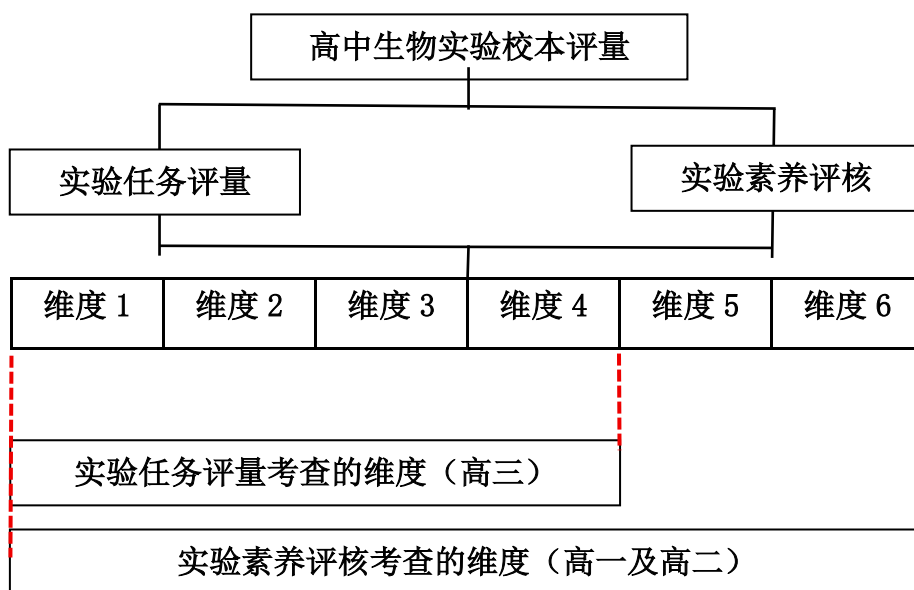 高中生物实验校本评量
实验任务评量
实验素养评核
维度 1 维度 2 维度 3 维度 4 维度 5 维度 6
实验任务评量考查的维度（高三）
实验素养评核考查的维度（高一及高二）